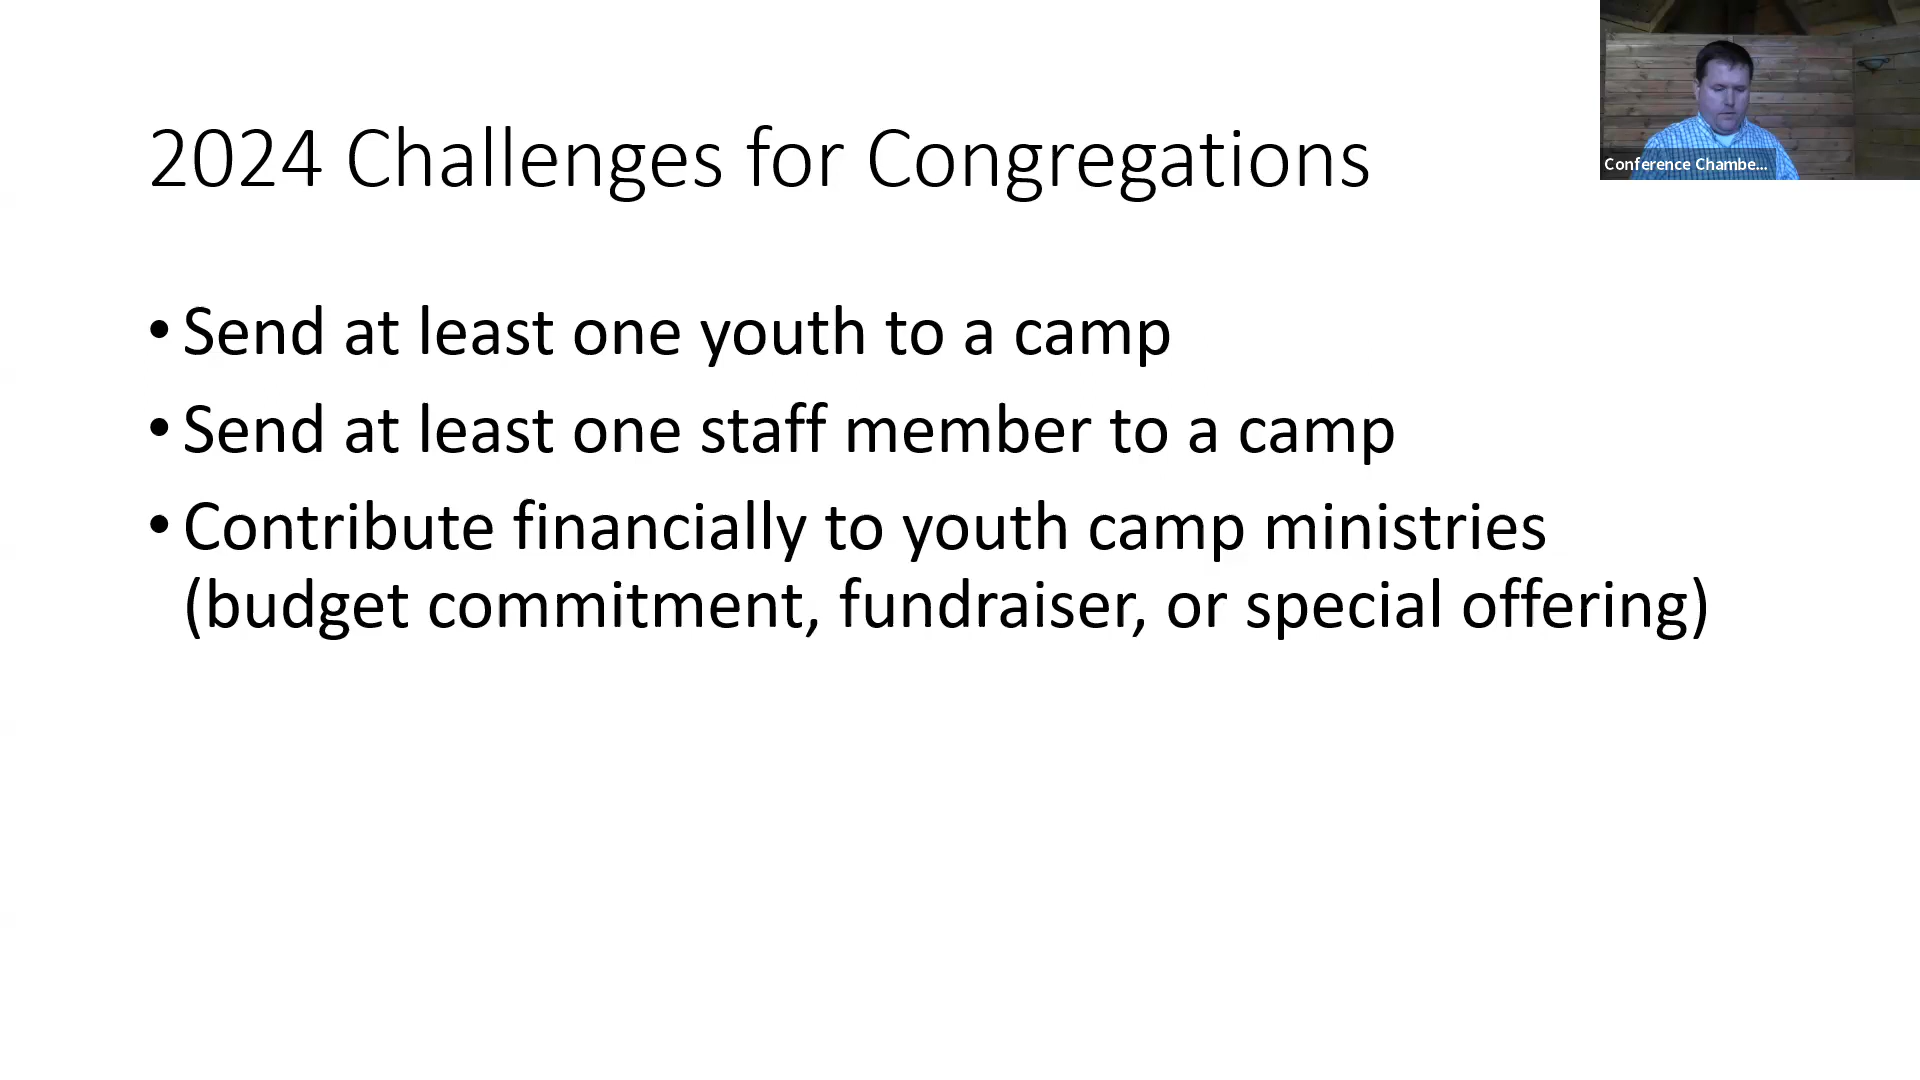 2024 Challenges for Congregations
Conference Chambe...
• Send at least one youth to a camp
• Send at least one staff member to a camp
• Contribute financially to youth camp ministries
(budget commitment, fundraiser, or special offering)